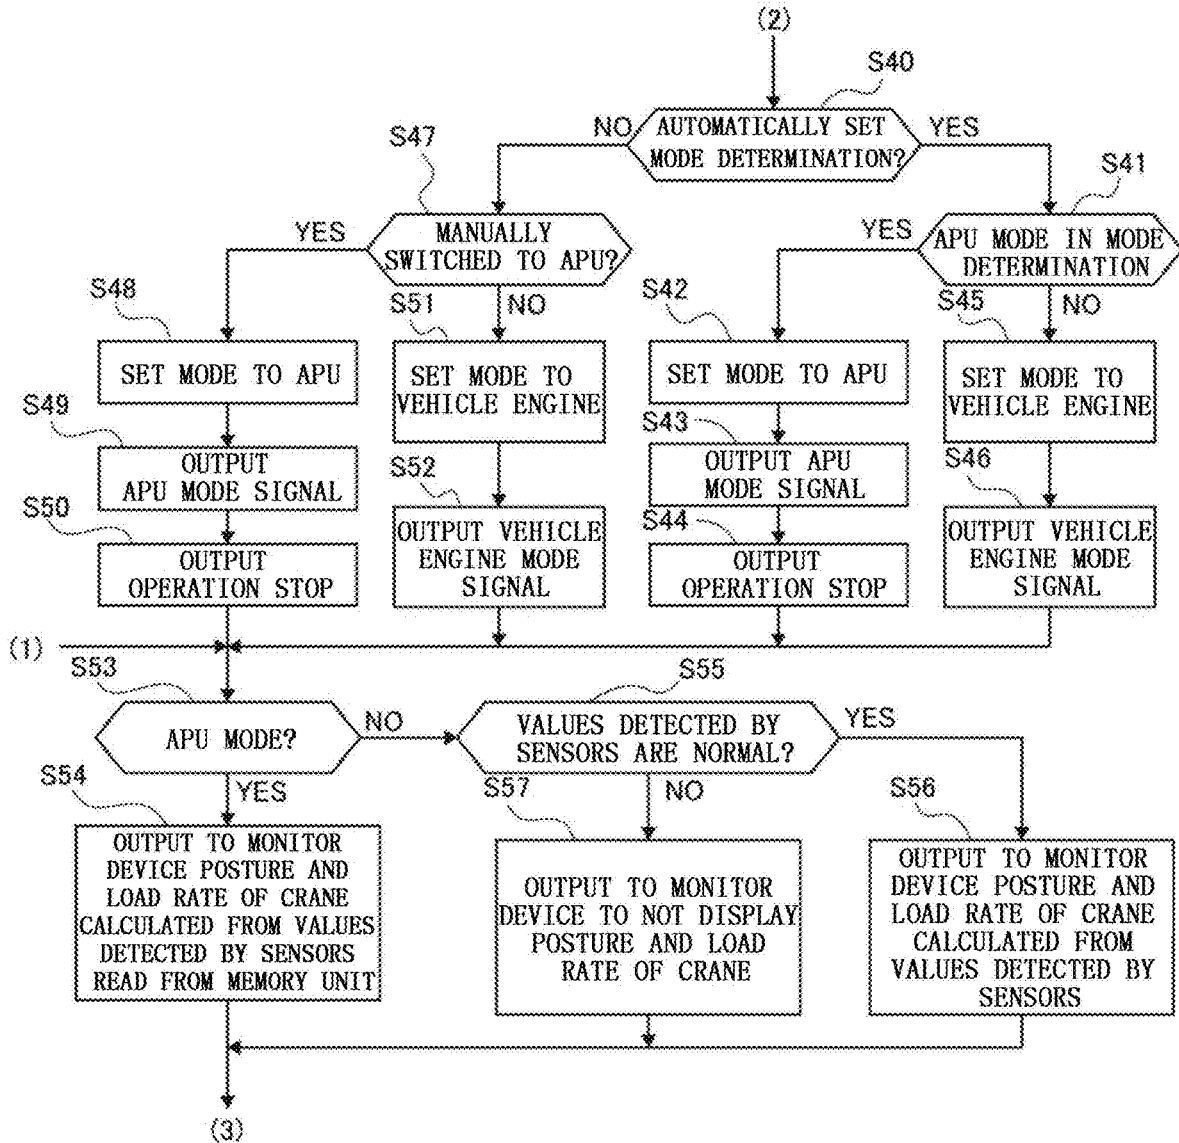 (2)
S40
NO
AUTOMATICALLY SET
MODE DETERMINATION?
YES
S47
S41
YES
MANUALLY
SWITCHED TO APU?
YES
APU MODE IN MODE
DETERMINATION
S48
S51
NO
S42
S45
NO
SET MODE TO APU
SET MODE TO
VEHICLE ENGINE
SET MODE TO APU
SET MODE TO
VEHICLE ENGINE
S49
S43
OUTPUT
APU MODE SIGNAL
S52
OUTPUT APU
MODE SIGNAL
S46
S50
S44
OUTPUT
OPERATION STOP
OUTPUT VEHICLE
ENGINE MODE
SIGNAL
OUTPUT
OPERATION STOP
OUTPUT VEHICLE
ENGINE MODE
SIGNAL
(1)
S53
S55
APU MODE?
NO
VALUES DETECTED BY
SENSORS ARE NORMAL?
YES
S54
YES
S57
NO
S56
OUTPUT TO MONITOR
DEVICE POSTURE AND
LOAD RATE OF CRANE
CALCULATED FROM VALUES
DETECTED BY SENSORS
READ FROM MEMORY UNIT
OUTPUT TO MONITOR
DEVICE TO NOT DISPLAY
POSTURE AND LOAD
RATE OF CRANE
OUTPUT TO MONITOR
DEVICE POSTURE AND
LOAD RATE OF CRANE
CALCULATED FROM
VALUES DETECTED BY
SENSORS
(3)